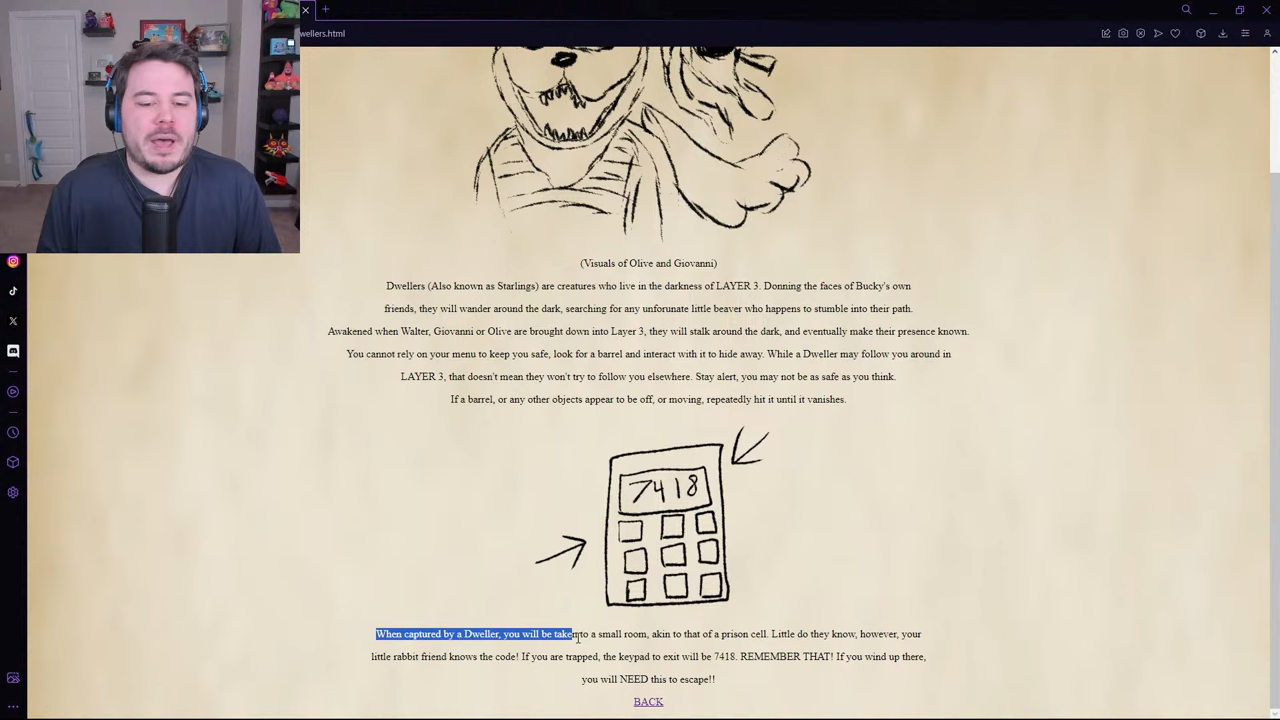 wellers.html
(Visuals of Olive and Giovanni)
Dwellers (Also known as Starlings) are creatures who live in the darkness of LAYER 3. Donning the faces of Bucky's own
friends, they will wander around the dark, searching for any unforunate little beaver who happens to stumble into their path.
Awakened when Walter, Giovanni or Olive are brought down into Layer 3, they will stalk around the dark, and eventually make their presence known.
You cannot rely on your menu to keep you safe, look for a barrel and interact with it to hide away. While a Dweller may follow you around in
LAYER 3, that doesn't mean they won't try to follow you elsewhere. Stay alert, you may not be as safe as you think.
If a barrel, or any other objects appear to be off, or moving, repeatedly hit it until it vanishes.
7418
When captured by a Dweller, you will be taken to a small room, akin to that of a prison cell. Little do they know, however, your
little rabbit friend knows the code! If you are trapped, the keypad to exit will be 7418. REMEMBER THAT! If you wind up there,
you will NEED this to escape!!
BACK